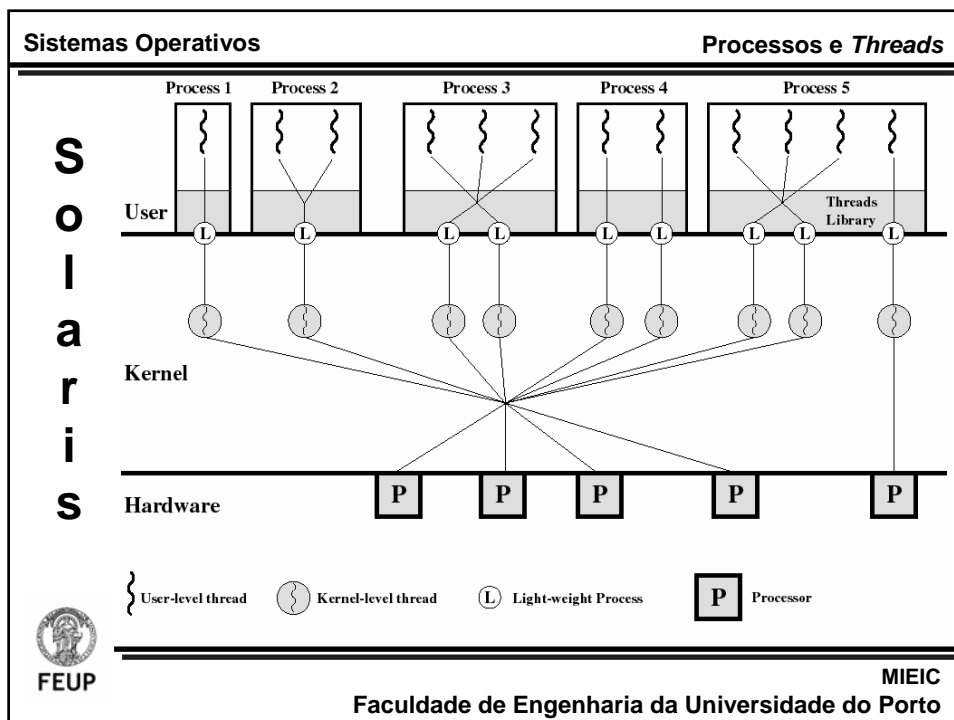 Sistemas Operativos
Processos e Threads
Solaris
Process 1
Process 2
Process 3
Process 4
Process 5
User
Threads
Library
L
L
L
L
L
L
L
L
L
Kernel
Hardware
P
P
P
P
P
User-level thread
Kernel-level thread
L
Light-weight Process
P
Processor
FEUP
MIEIC
Faculdade de Engenharia da Universidade do Porto